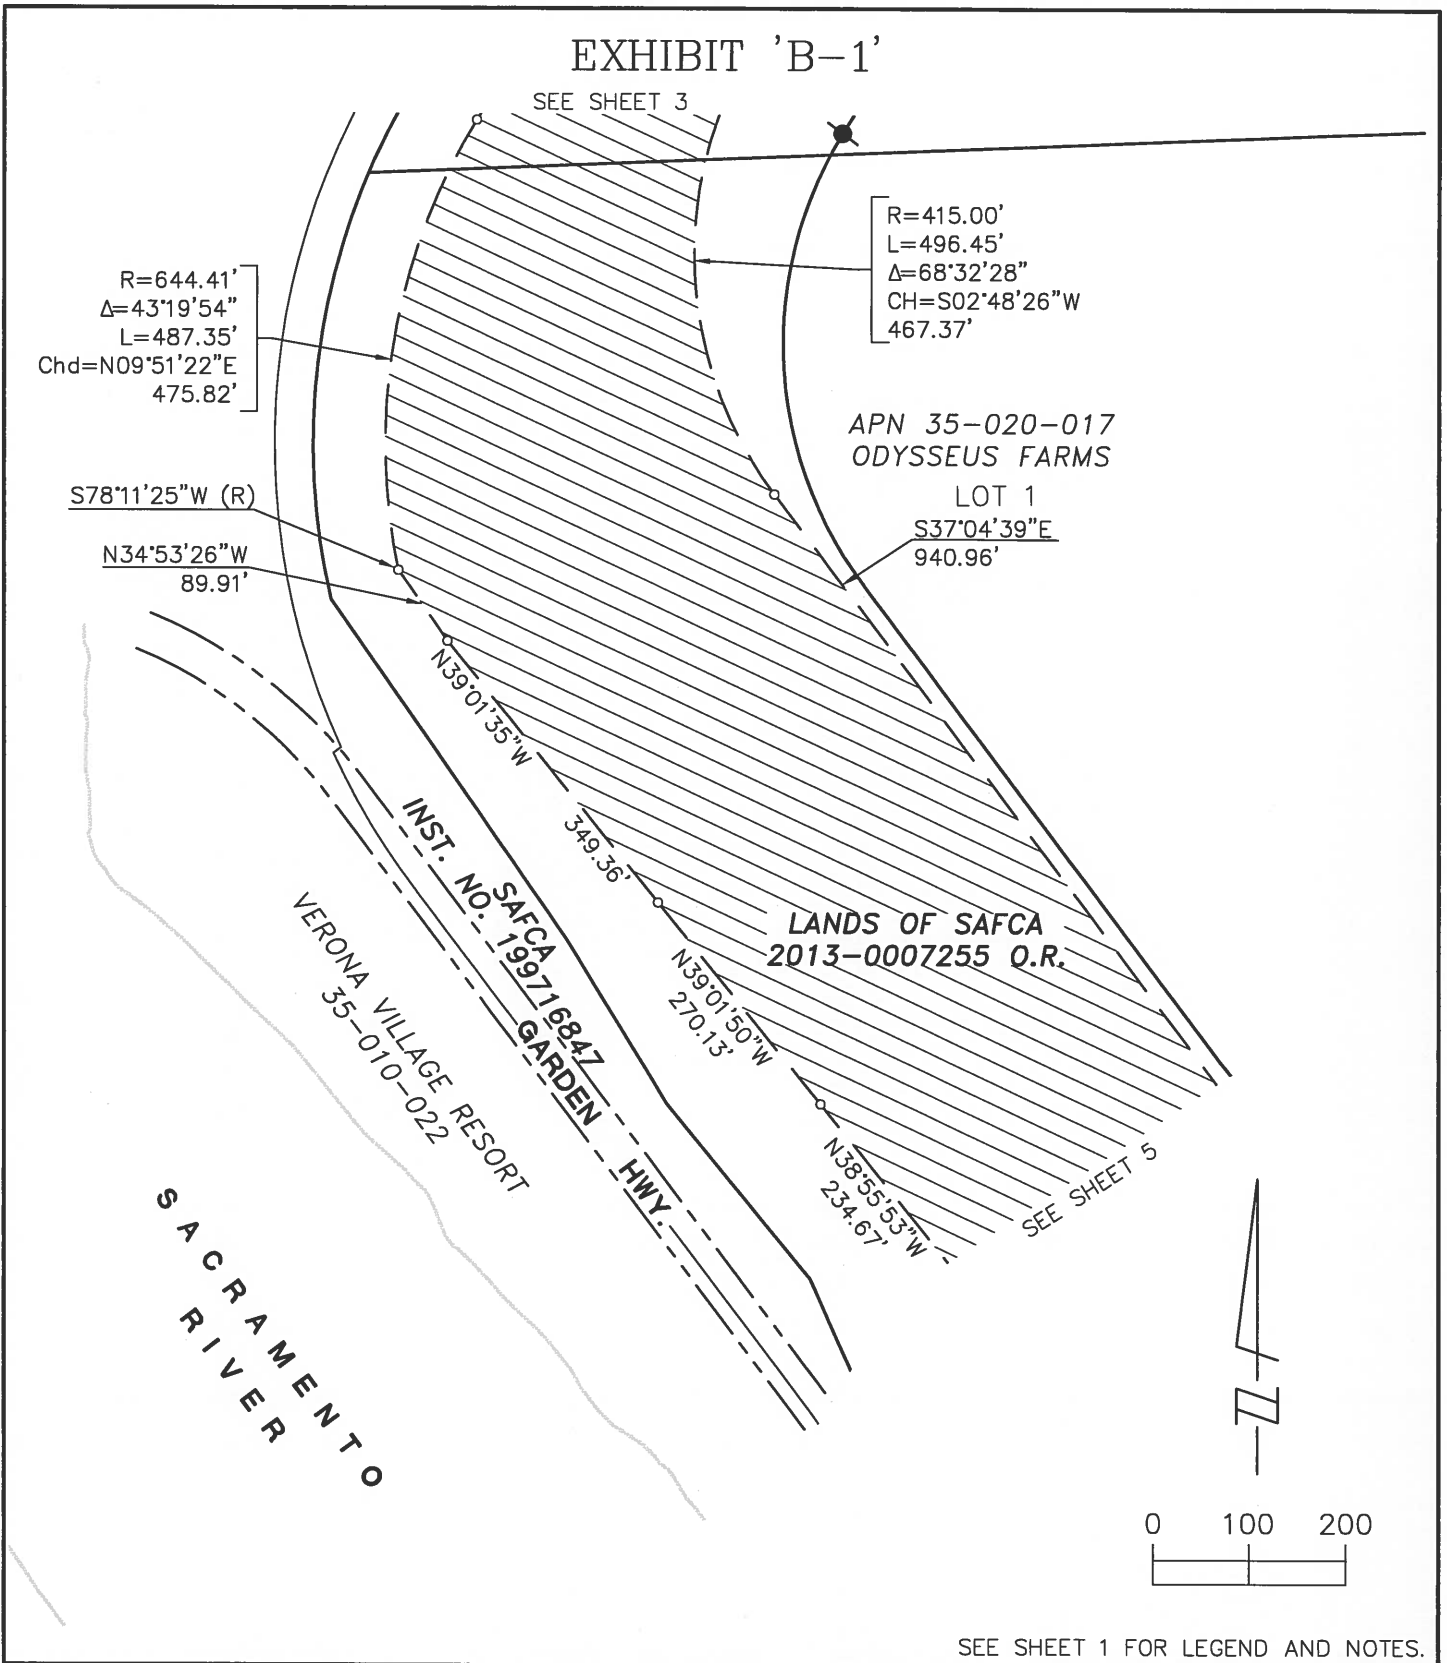 EXHIBIT 'B-1'
SEE SHEET 3
R=415.00'
L=496.45'
Δ=68°32'28"
CH=S02°48'26"W
467.37'
R=644.41'
Δ=43°19'54"
L=487.35'
Chd=N09°51'22"E
475.82'
APN 35-020-017
ODYSSEUS FARMS
LOT 1
S37°04'39"E
940.96'
S78°11'25"W (R)
N34°53'26"W
89.91'
N39°01'35"W
349.36'
SAFCA
INST. NO. 199716847
LANDS OF SAFCA
2013-0007255 O.R.
N39°01'50"W
270.13'
GARDEN HWY.
VERONA VILLAGE RESORT
35-010-022
N38°55'53"W
234.67'
SEE SHEET 5
SACRAMENTO
RIVER
N
0 100 200
SEE SHEET 1 FOR LEGEND AND NOTES.